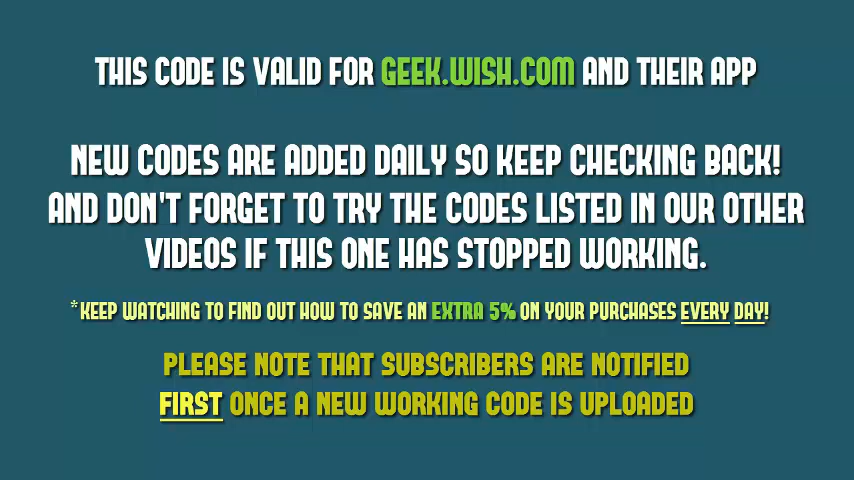 THIS CODE IS VALID FOR GEEK.WISH.COM AND THEIR APP
NEW CODES ARE ADDED DAILY SO KEEP CHECKING BACK!
AND DON'T FORGET TO TRY THE CODES LISTED IN OUR OTHER
VIDEOS IF THIS ONE HAS STOPPED WORKING.
*KEEP WATCHING TO FIND OUT HOW TO SAVE AN EXTRA 5% ON YOUR PURCHASES EVERY DAY!
PLEASE NOTE THAT SUBSCRIBERS ARE NOTIFIED
FIRST ONCE A NEW WORKING CODE IS UPLOADED